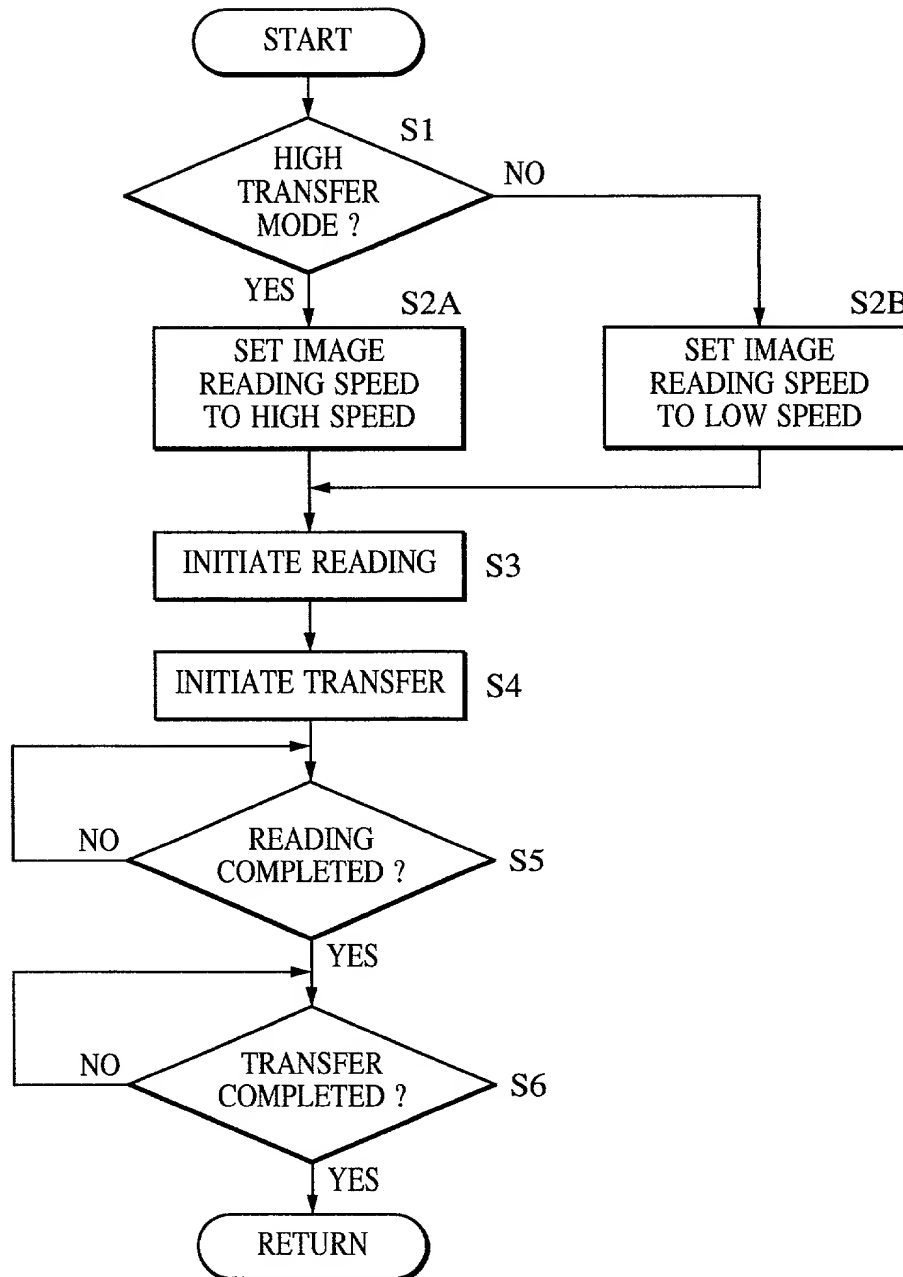 START
S1
HIGH
TRANSFER
MODE ?
NO
YES
S2A
S2B
SET IMAGE
READING SPEED
TO HIGH SPEED
SET IMAGE
READING SPEED
TO LOW SPEED
INITIATE READING
S3
INITIATE TRANSFER
S4
NO
READING
COMPLETED ?
S5
YES
NO
TRANSFER
COMPLETED ?
S6
YES
RETURN